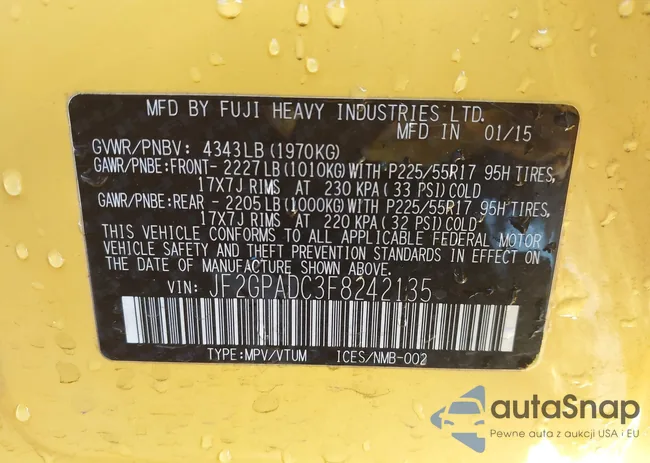 MFD BY FUJI HEAVY INDUSTRIES LTD.
MFD IN 01/15
GVWR/PNBV: 4343LB(1970KG)
GAWR/PNBE:FRONT- 2227LB(1010KG)WITH P225/55R17 95H TIRES,
17X7J RIMS AT 230 KPA(33 PSI)COLD
GAWR/PNBE:REAR - 2205LB(1000KG)WITH P225/55R17 95H TIRES,
17X7J RIMS AT 220 KPA(32 PSI)COLD
THIS VEHICLE CONFORMS TO ALL APPLICABLE FEDERAL MOTOR
VEHICLE SAFETY AND THEFT PREVENTION STANDARDS IN EFFECT ON
THE DATE OF MANUFACTURE SHOWN ABOVE.
VIN: JF2GPADC3F8242135
TYPE:MPV/VTUM ICES/NMB-002
autaSnap
Pewne auta z aukcji USA i EU